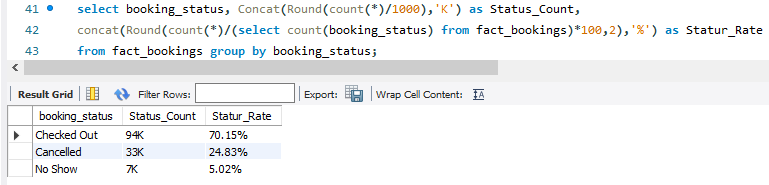 41 select booking_status, Concat(Round(count(*)/1000),'K') as Status_Count,
42 concat(Round(count(*)/(select count(booking_status) from fact_bookings)*100,2),'%') as Statur_Rate
43 from fact_bookings group by booking_status;
Result Grid Filter Rows: Export: Wrap Cell Content:
booking_status Status_Count Statur_Rate
Checked Out 94K 70.15%
Cancelled 33K 24.83%
No Show 7K 5.02%